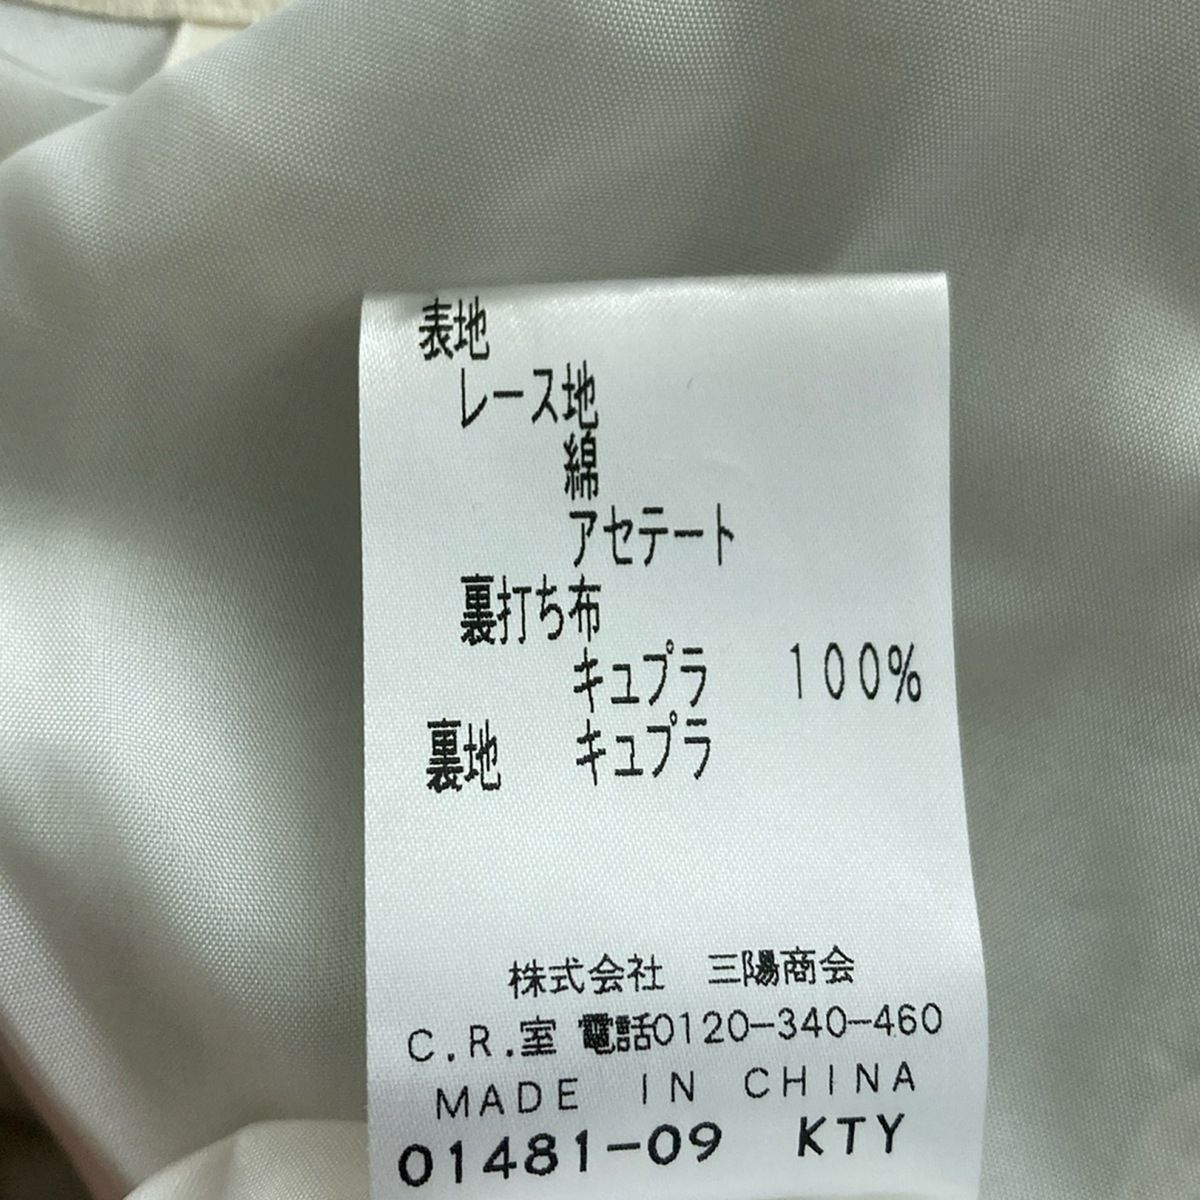 表地
レース地
綿
アセテート
裏打ち布
キュプラ 100%
裏地 キュプラ
株式会社 三陽商会
C.R.室 電話0120-340-460
MADE IN CHINA
01481-09 KTY